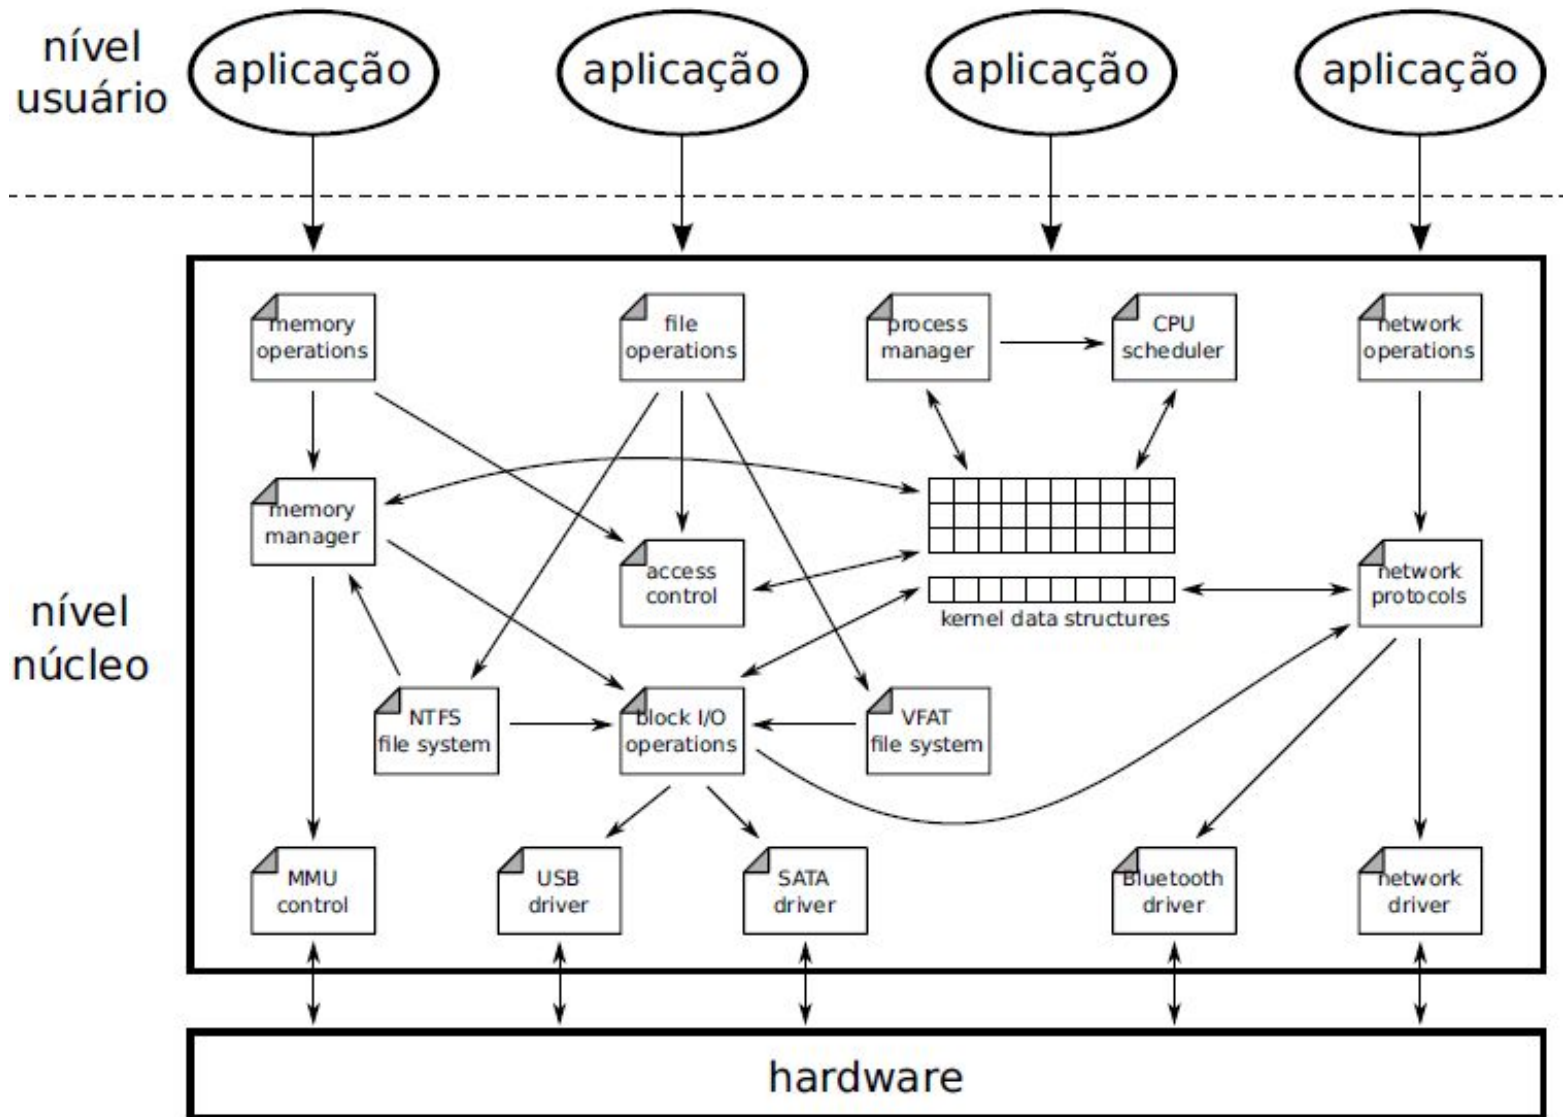 nível
usuário
aplicação
aplicação
aplicação
aplicação
memory
operations
file
operations
process
manager
CPU
scheduler
network
operations
memory
manager
access
control
kernel data structures
network
protocols
nível
núcleo
NTFS
file system
block I/O
operations
VFAT
file system
MMU
control
USB
driver
SATA
driver
Bluetooth
driver
network
driver
hardware